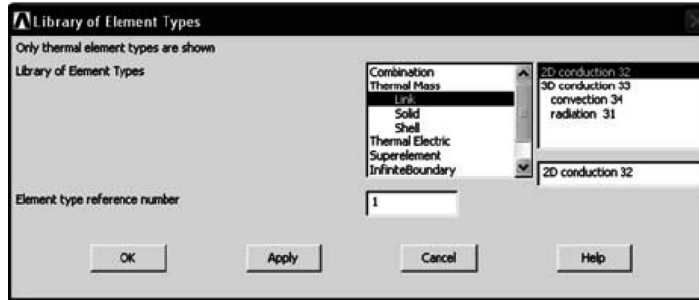 Library of Element Types
Only thermal element types are shown
Library of Element Types
Combination
Thermal Mass
Link
Solid
Shell
Thermal Electric
Superelement
InfiniteBoundary
2D conduction 32
3D conduction 33
convection 34
radiation 31
2D conduction 32
Element type reference number
1
OK Apply Cancel Help